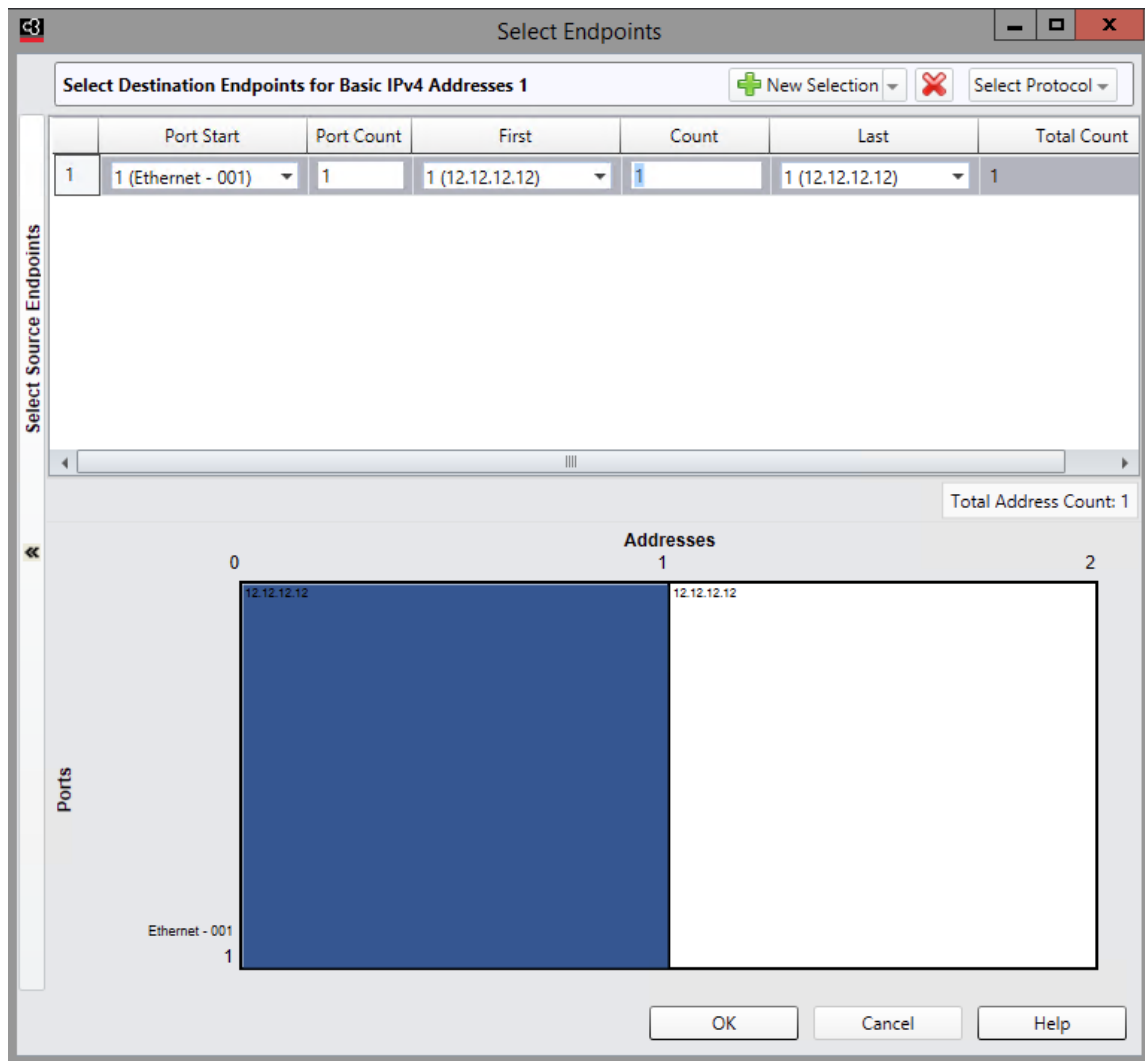 Select Endpoints
Select Destination Endpoints for Basic IPv4 Addresses 1 New Selection Select Protocol
Port Start Port Count First Count Last Total Count
1 1 (Ethernet - 001) 1 1 (12.12.12.12) 1 1 (12.12.12.12) 1
Select Source Endpoints
Total Address Count: 1
Addresses
0 1 2
12.12.12.12 12.12.12.12
Ports
Ethernet - 001
1
OK Cancel Help